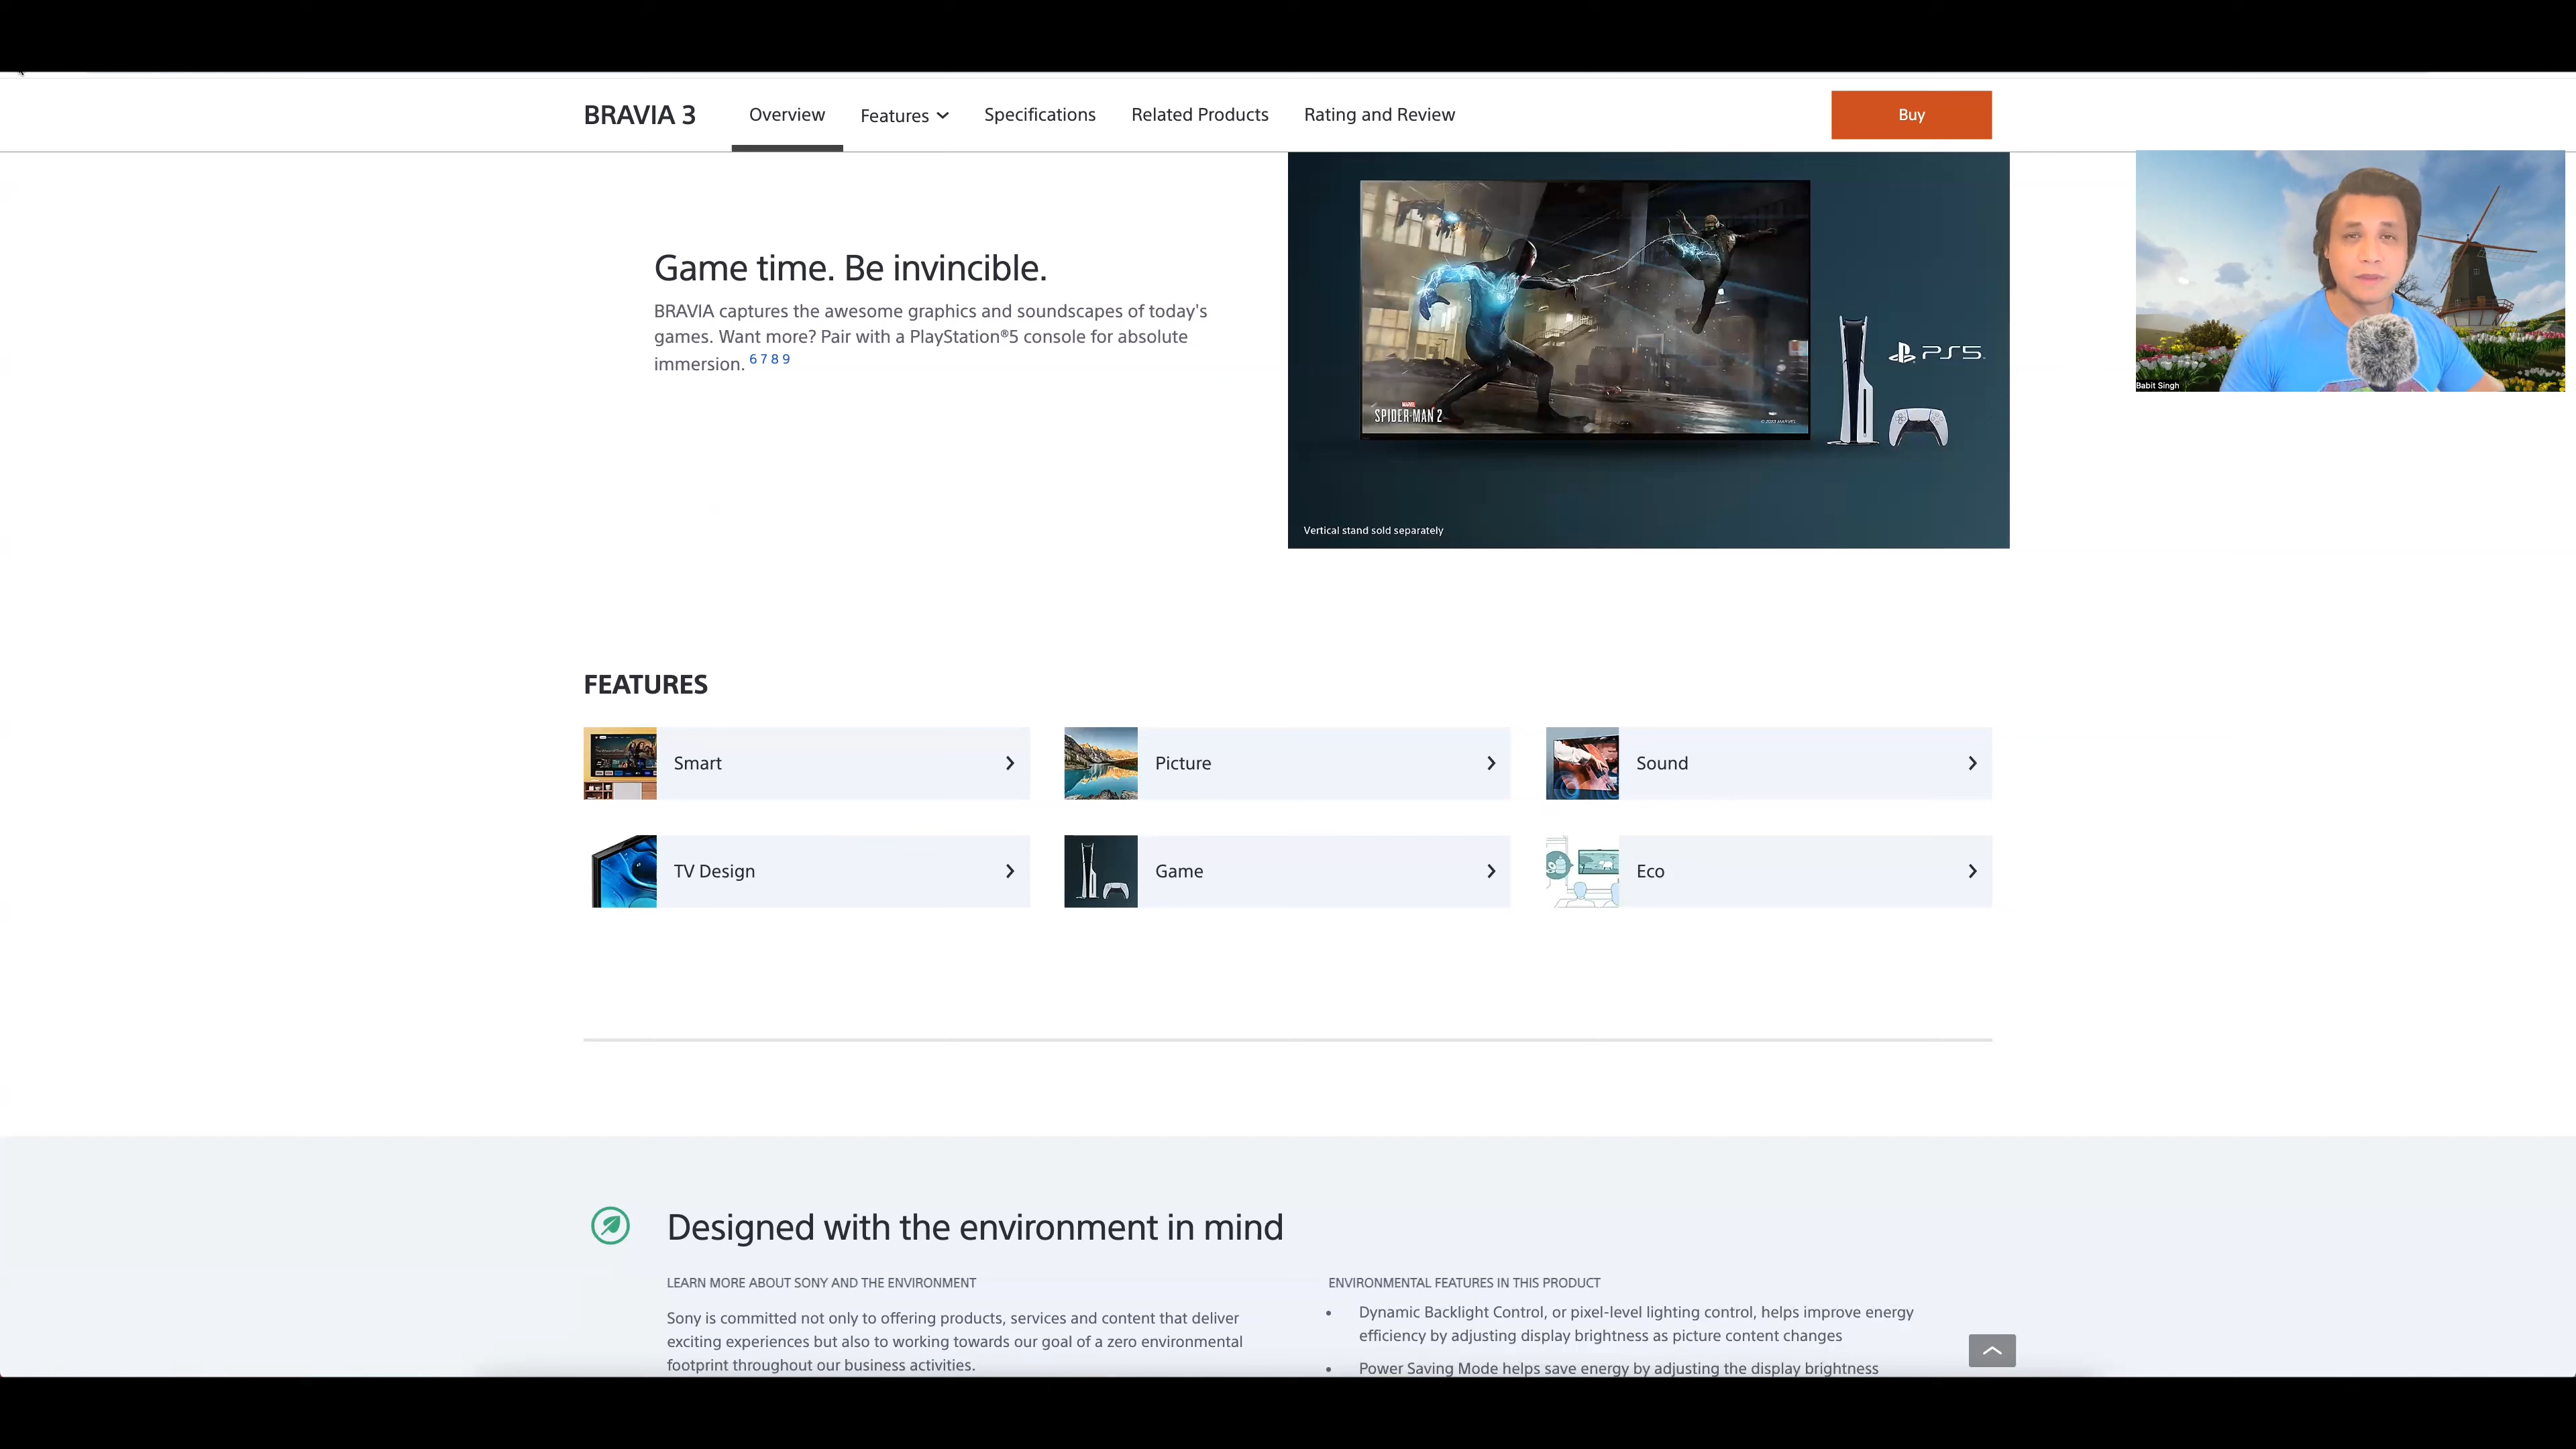 BRAVIA 3
Overview
Features
Specifications
Related Products
Rating and Review
Buy
Game time. Be invincible.
BRAVIA captures the awesome graphics and soundscapes of today's
games. Want more? Pair with a PlayStation®5 console for absolute
immersion. 6 7 8 9
MARVEL
SPIDER-MAN 2
© 2023 MARVEL
PS5
Vertical stand sold separately
Babit Singh
FEATURES
Smart
Picture
Sound
TV Design
Game
Eco
Designed with the environment in mind
LEARN MORE ABOUT SONY AND THE ENVIRONMENT
Sony is committed not only to offering products, services and content that deliver
exciting experiences but also to working towards our goal of a zero environmental
footprint throughout our business activities.
ENVIRONMENTAL FEATURES IN THIS PRODUCT
• Dynamic Backlight Control, or pixel-level lighting control, helps improve energy
efficiency by adjusting display brightness as picture content changes
• Power Saving Mode helps save energy by adjusting the display brightness